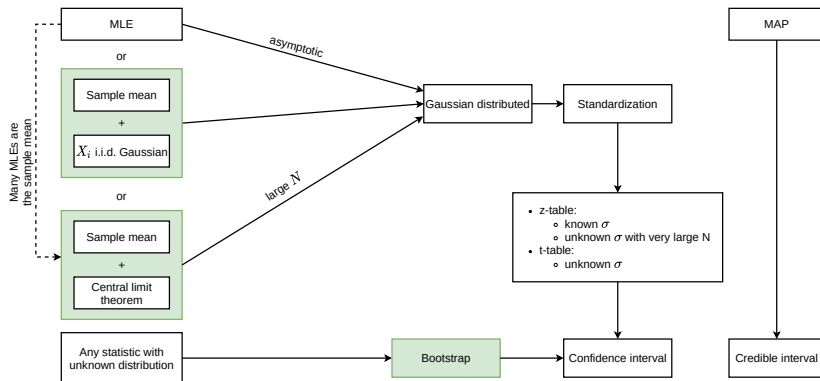 MLE
MAP
or
asymptotic
Sample mean
+
X_i i.i.d. Gaussian
Gaussian distributed
Standardization
Many MLEs are
the sample mean
or
large N
Sample mean
+
Central limit
theorem
• z-table:
◦ known σ
◦ unknown σ with very large N
• t-table:
◦ unknown σ
Any statistic with
unknown distribution
Bootstrap
Confidence interval
Credible interval